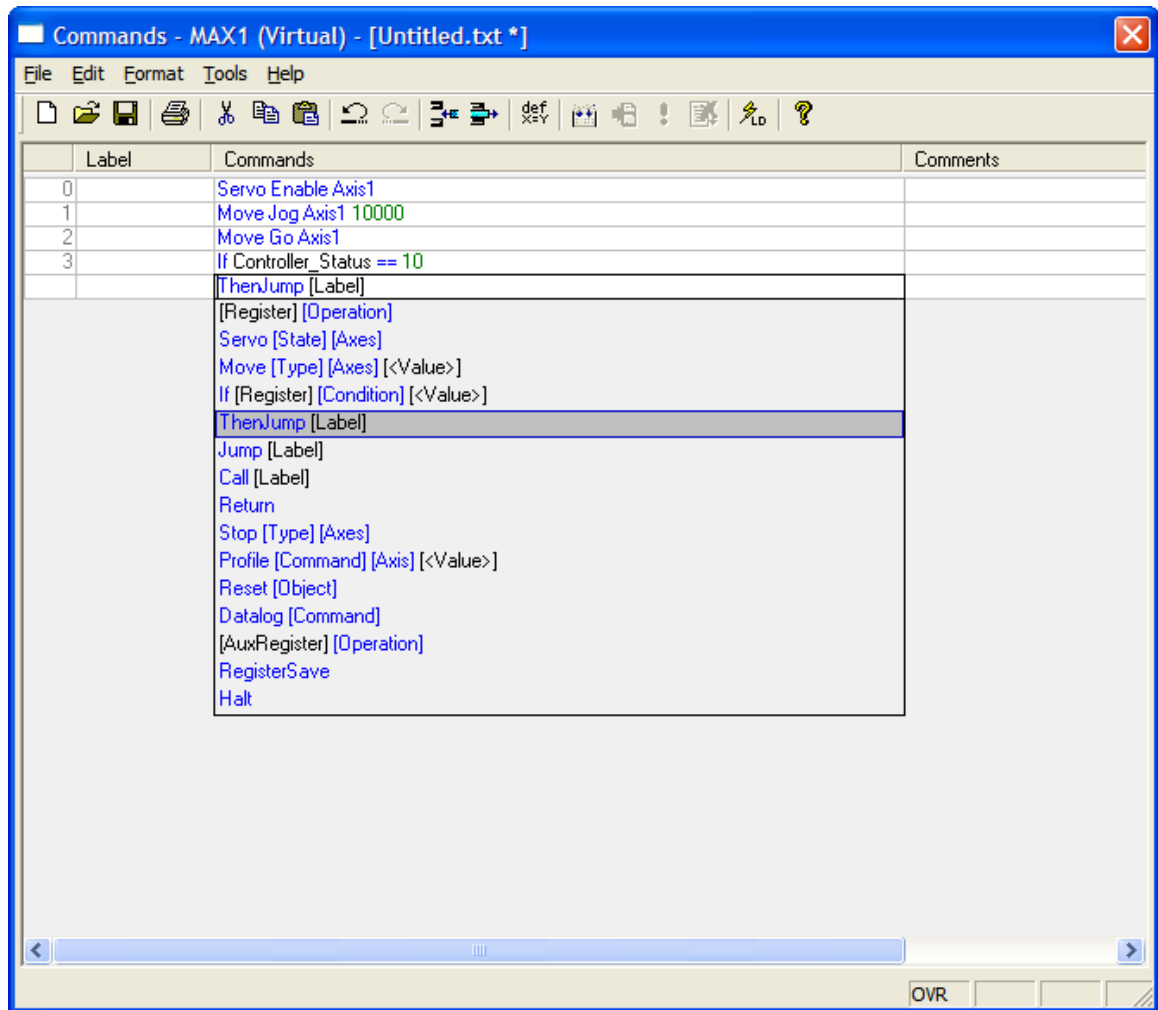 Commands - MAX1 (Virtual) - [Untitled.txt *]
File Edit Format Tools Help
def
X=Y
LD
Label Commands Comments
0 Servo Enable Axis1
1 Move Jog Axis1 10000
2 Move Go Axis1
3 If Controller_Status == 10
ThenJump [Label]
[Register] [Operation]
Servo [State] [Axes]
Move [Type] [Axes] [<Value>]
If [Register] [Condition] [<Value>]
ThenJump [Label]
Jump [Label]
Call [Label]
Return
Stop [Type] [Axes]
Profile [Command] [Axis] [<Value>]
Reset [Object]
Datalog [Command]
[AuxRegister] [Operation]
RegisterSave
Halt
OVR